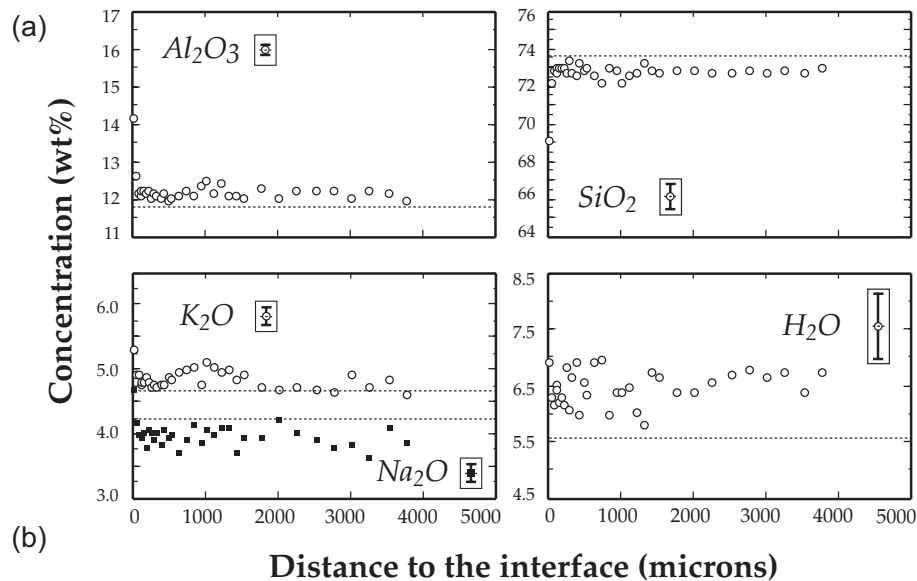 (a)
Concentration (wt%)
17
16
15
14
13
12
11
Al2O3
76
74
72
70
68
66
64
SiO2
6.0
5.0
4.0
3.0
K2O
Na2O
0 1000 2000 3000 4000 5000
8.5
7.5
6.5
5.5
4.5
H2O
0 1000 2000 3000 4000 5000
(b)
Distance to the interface (microns)